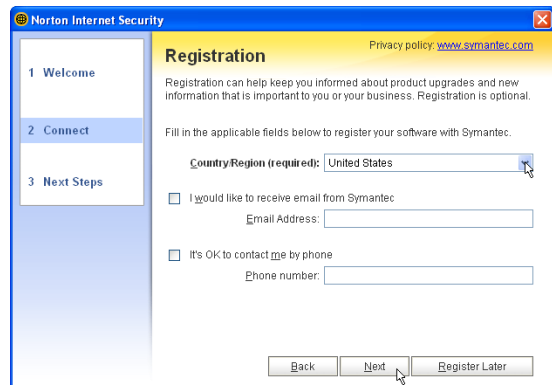 Norton Internet Security
Privacy policy: www.symantec.com
Registration
1 Welcome
2 Connect
3 Next Steps
Registration can help keep you informed about product upgrades and new
information that is important to you or your business. Registration is optional.
Fill in the applicable fields below to register your software with Symantec.
Country/Region (required): United States
I would like to receive email from Symantec
Email Address:
It's OK to contact me by phone
Phone number:
Back Next Register Later